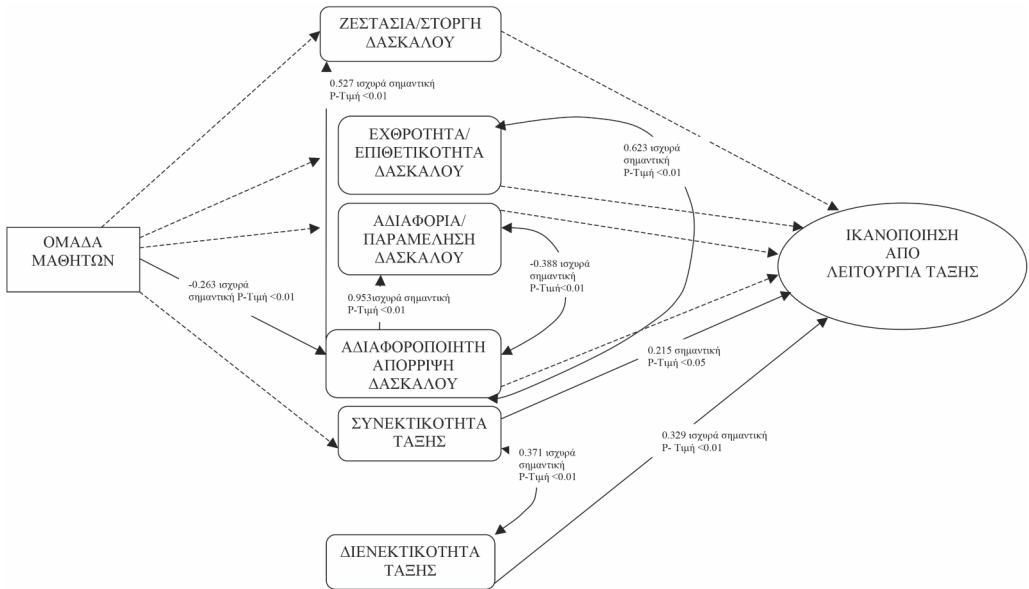 ΖΕΣΤΑΣΙΑ/ΣΤΟΡΓΗ
ΔΑΣΚΑΛΟΥ
0.527 ισχυρά σημαντική
P-Τιμή <0.01
ΕΧΘΡΟΤΗΤΑ/
ΕΠΙΘΕΤΙΚΟΤΗΤΑ
ΔΑΣΚΑΛΟΥ
0.623 ισχυρά
σημαντική
P-Τιμή <0.01
ΑΔΙΑΦΟΡΙΑ/
ΠΑΡΑΜΕΛΗΣΗ
ΔΑΣΚΑΛΟΥ
ΟΜΑΔΑ
ΜΑΘΗΤΩΝ
ΙΚΑΝΟΠΟΙΗΣΗ
ΑΠΟ
ΛΕΙΤΟΥΡΓΙΑ ΤΑΞΗΣ
-0.263 ισχυρά
σημαντική P-Τιμή <0.01
-0.388 ισχυρά
σημαντική
P-Τιμή<0.01
0.953ισχυρά σημαντική
P-Τιμή <0.01
ΑΔΙΑΦΟΡΟΠΟΙΗΤΗ
ΑΠΟΡΡΙΨΗ
ΔΑΣΚΑΛΟΥ
0.215 σημαντική
P-Τιμή <0.05
ΣΥΝΕΚΤΙΚΟΤΗΤΑ
ΤΑΞΗΣ
0.329 ισχυρά σημαντική
P- Τιμή <0.01
0.371 ισχυρά
σημαντική
P-Τιμή <0.01
ΔΙΕΝΕΚΤΙΚΟΤΗΤΑ
ΤΑΞΗΣ